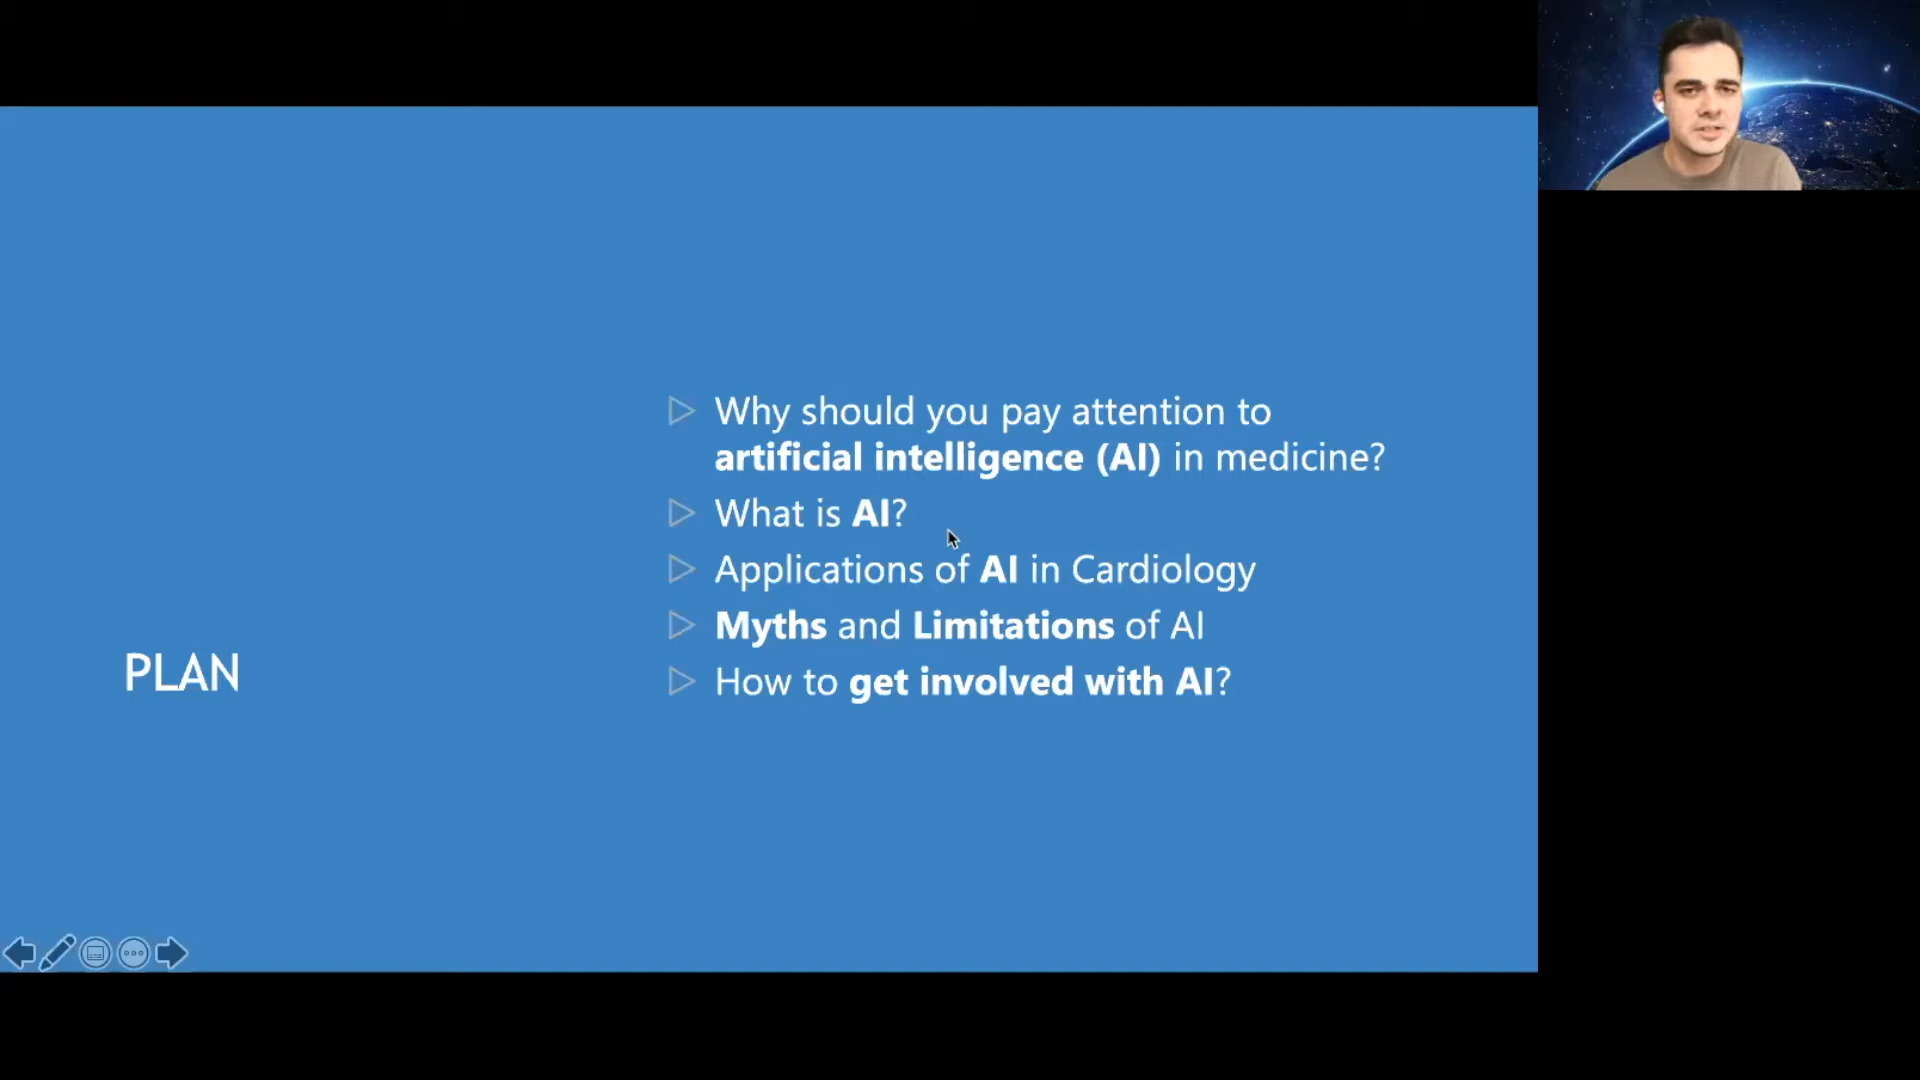 Why should you pay attention to
artificial intelligence (AI) in medicine?
What is AI?
Applications of AI in Cardiology
Myths and Limitations of AI
How to get involved with AI?
PLAN